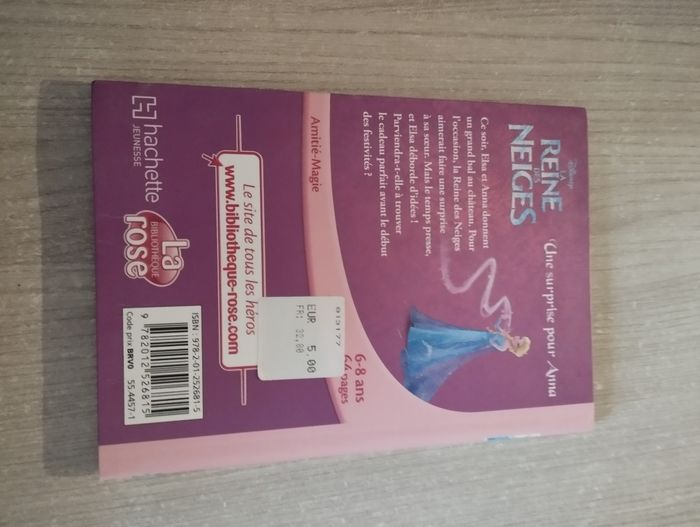 Disney
LA
REINE
DES
NEIGES
Une surprise pour Anna
Ce soir, Elsa et Anna donnent
un grand bal au château. Pour
l'occasion, la Reine des Neiges
aimerait faire une surprise
à sa sœur. Mais le temps presse,
et Elsa déborde d'idées !
Parviendra-t-elle à trouver
le cadeau parfait avant le début
des festivités ?
6-8 ans
64 pages
Amitié-Magie
013177
EUR 5,00
FR: 32,80
Le site de tous les héros
www.bibliotheque-rose.com
hachette
JEUNESSE
La
BIBLIOTHÈQUE
rose
ISBN : 978-2-01-252681-5
9 782012 526815
Code prix BRV0 55.4457-1